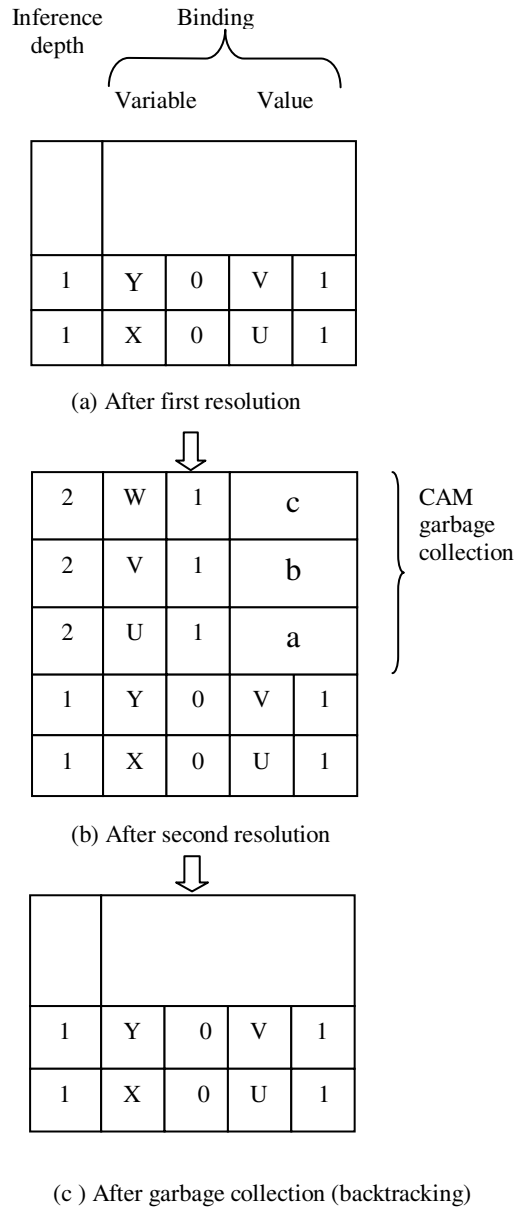 Inference depth
Binding
Variable Value
1 Y 0 V 1
1 X 0 U 1
(a) After first resolution
2 W 1 c
2 V 1 b
2 U 1 a
1 Y 0 V 1
1 X 0 U 1
CAM garbage collection
(b) After second resolution
1 Y 0 V 1
1 X 0 U 1
(c ) After garbage collection (backtracking)